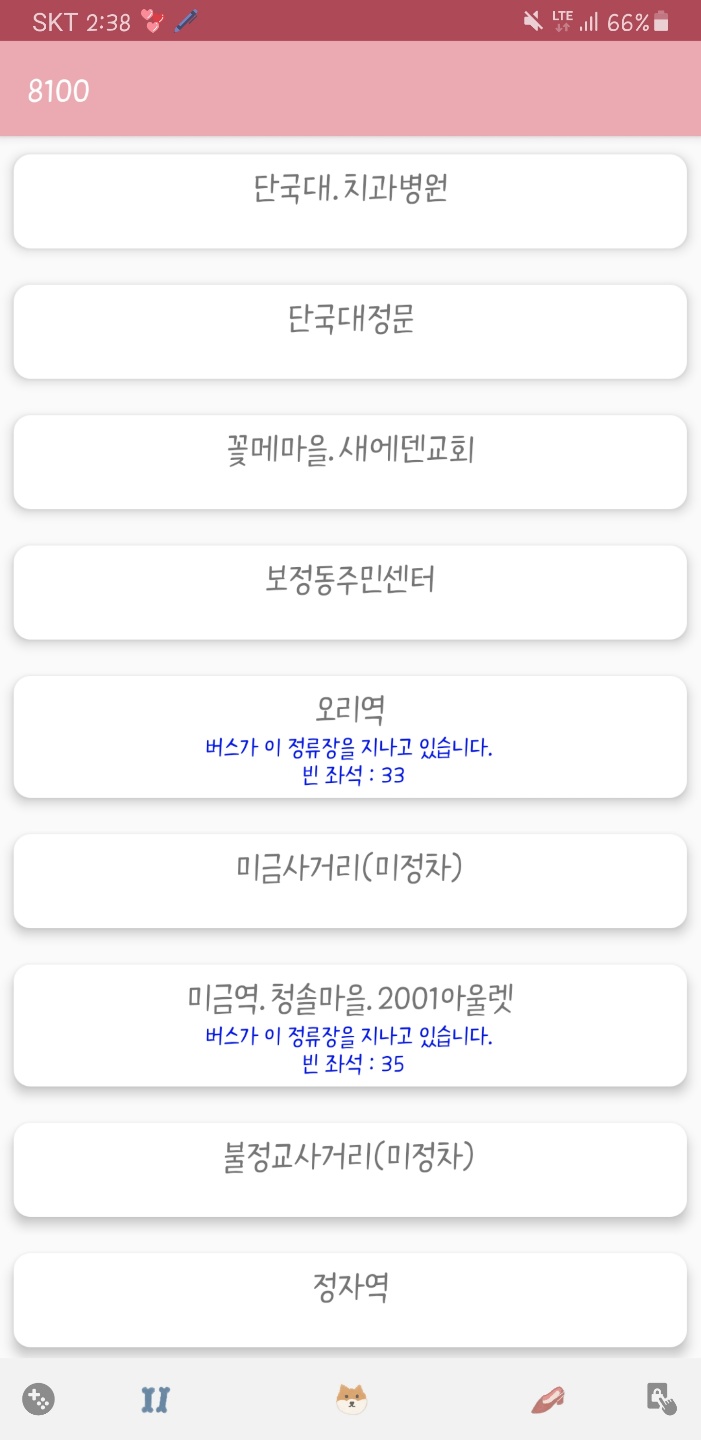 SKT 2:38 LTE 66%
8100
단국대.치과병원
단국대정문
꽃메마을.새에덴교회
보정동주민센터
오리역
버스가 이 정류장을 지나고 있습니다.
빈 좌석 : 33
미금사거리(미정차)
미금역.청솔마을.2001아울렛
버스가 이 정류장을 지나고 있습니다.
빈 좌석 : 35
불정교사거리(미정차)
정자역